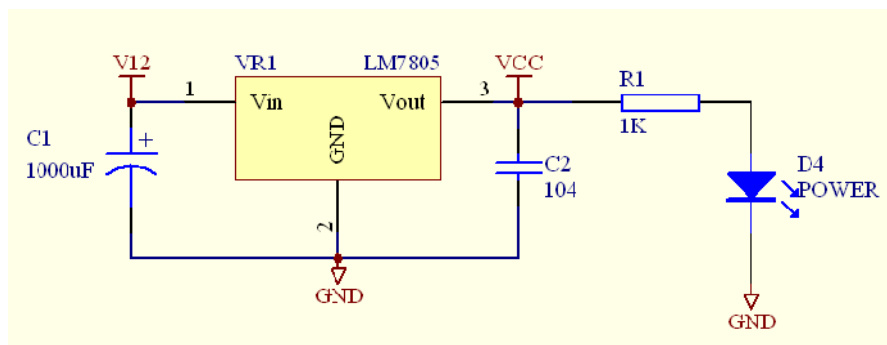 V12
VR1 LM7805
VCC
1
3
Vin
Vout
GND
2
C1
+
1000uF
C2
104
R1
1K
D4
POWER
GND
GND